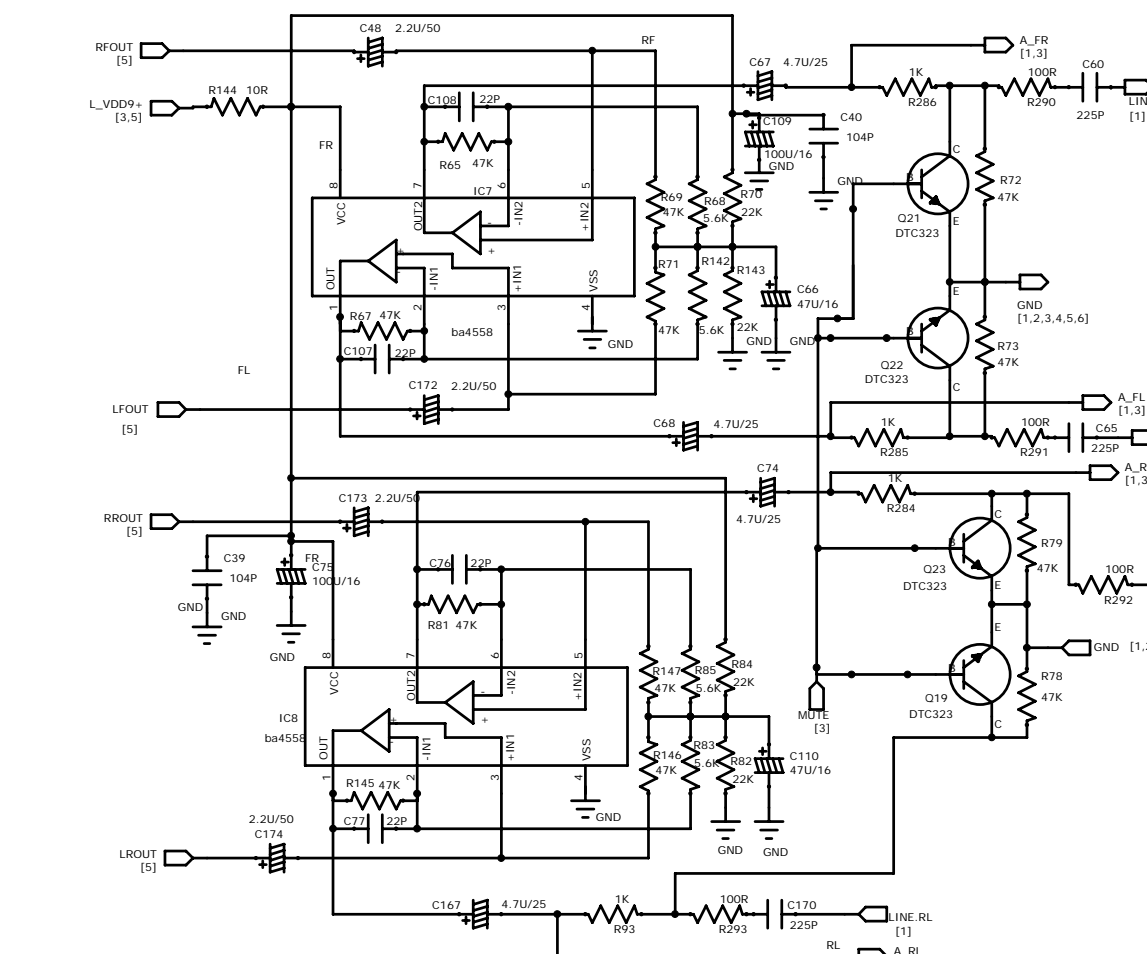 C48 2.2U/50
RFOUT
[5]
RF
A_FR
[1,3]
C67 4.7U/25
1K
R286
100R
R290
C60
225P
LIN
[1]
R144 10R
L_VDD9+
[3,5]
C108 22P
R65 47K
FR
C109
100U/16
GND
C40
104P
GND
IC7
8
7
6
5
VCC
OUT2
-IN2
+IN2
-
+
+
-
OUT
-IN1
+IN1
VSS
1
2
3
4
R69
47K
R68
5.6K
R70
22K
R71
47K
R142
5.6K
R143
22K
C66
47U/16
GND
GND
C
B
E
Q21
DTC323
R72
47K
GND
[1,2,3,4,5,6]
E
B
C
Q22
DTC323
R73
47K
R67 47K
C107 22P
ba4558
GND
FL
C172 2.2U/50
LFOUT
[5]
C68 4.7U/25
A_FL
[1,3]
1K
R285
100R
R291
C65
225P
C74
4.7U/25
1K
R284
A_R
[1,3
C173 2.2U/50
RROUT
[5]
C39
104P
GND
GND
FR
C75
100U/16
GND
C76 22P
R81 47K
C
B
E
Q23
DTC323
R79
47K
100R
R292
8
7
6
5
VCC
OUT2
-IN2
+IN2
-
+
+
-
IC8
ba4558
OUT
-IN1
+IN1
VSS
1
2
3
4
R147
47K
R85
5.6K
R84
22K
R146
47K
R83
5.6K
R82
22K
C110
47U/16
GND
GND
GND
E
B
C
Q19
DTC323
R78
47K
GND [1,2
MUTE
[3]
R145 47K
C77 22P
2.2U/50
C174
LROUT
[5]
C167 4.7U/25
1K
R93
100R
R293
C170
225P
LINE.RL
[1]
RL
A_RL